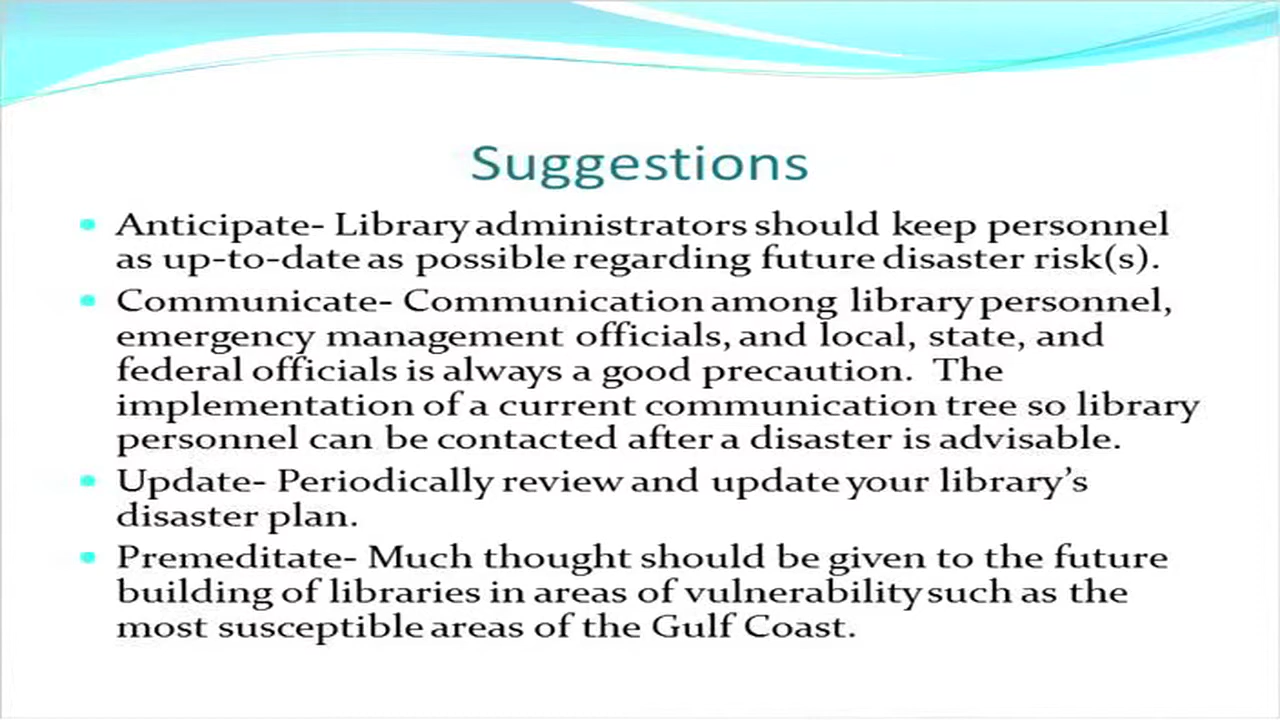 Suggestions
Anticipate- Library administrators should keep personnel
as up-to-date as possible regarding future disaster risk(s).
Communicate- Communication among library personnel,
emergency management officials, and local, state, and
federal officials is always a good precaution.  The
implementation of a current communication tree so library
personnel can be contacted after a disaster is advisable.
Update- Periodically review and update your library’s
disaster plan.
Premeditate- Much thought should be given to the future
building of libraries in areas of vulnerability such as the
most susceptible areas of the Gulf Coast.